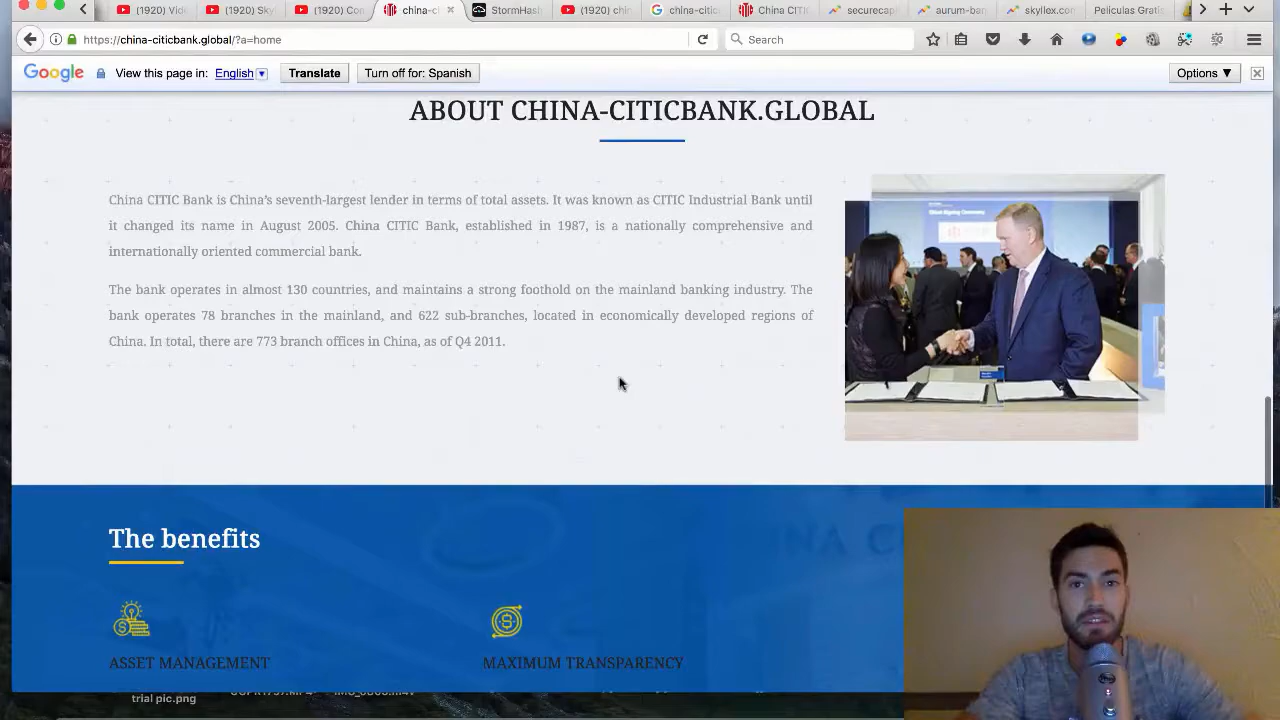 (1920) Vid
(1920) Sky
(1920) Con
china-c
StormHash
(1920) chin
china-citic
China CITI
securecap
aurum-ban
skyllex.com
Peliculas Grati
https://china-citicbank.global/?a=home
Search
Google
View this page in:
English
Translate
Turn off for: Spanish
Options ▼
ABOUT CHINA-CITICBANK.GLOBAL
China CITIC Bank is China's seventh-largest lender in terms of total assets. It was known as CITIC Industrial Bank until
it changed its name in August 2005. China CITIC Bank, established in 1987, is a nationally comprehensive and
internationally oriented commercial bank.
The bank operates in almost 130 countries, and maintains a strong foothold on the mainland banking industry. The
bank operates 78 branches in the mainland, and 622 sub-branches, located in economically developed regions of
China. In total, there are 773 branch offices in China, as of Q4 2011.
The benefits
INA C
ASSET MANAGEMENT
MAXIMUM TRANSPARENCY
trial pic.png